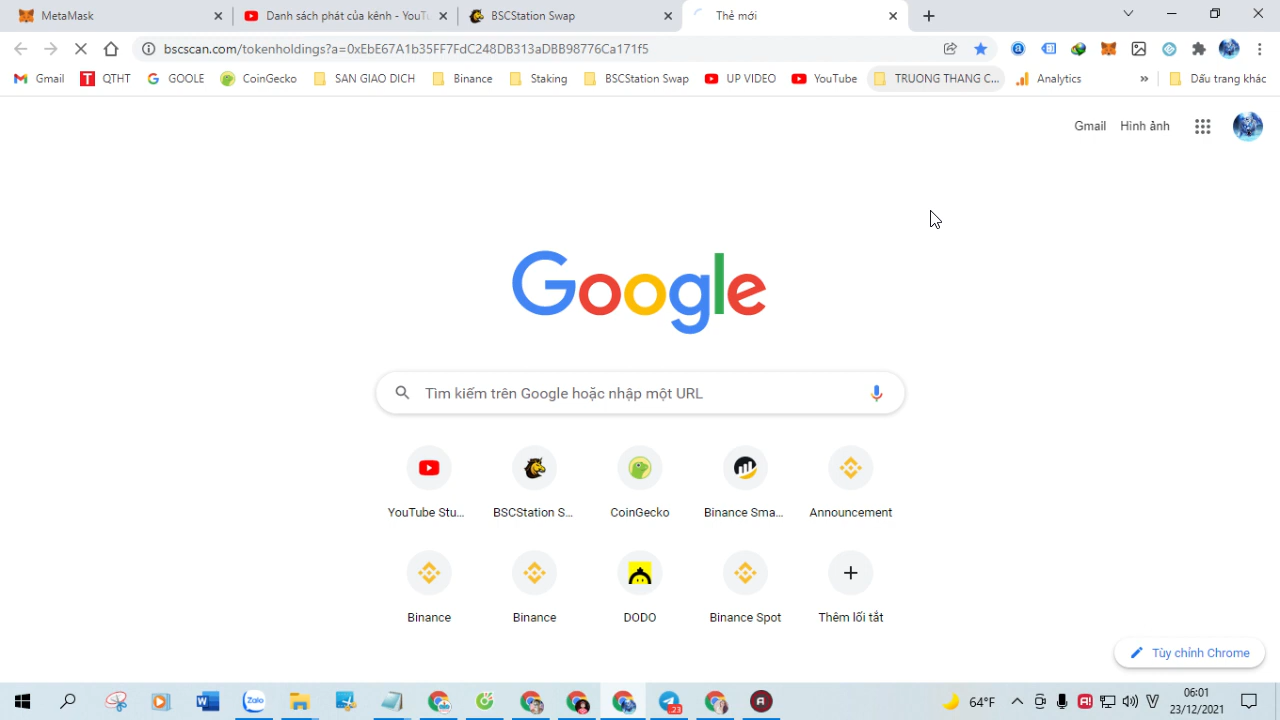 MetaMask
Danh sách phát của kênh - YouTu
BSCStation Swap
Thẻ mới
bscscan.com/tokenholdings?a=0xEbE67A1b35FF7FdC248DB313aDBB98776Ca171f5
Gmail
QTHT
GOOLE
CoinGecko
SAN GIAO DICH
Binance
Staking
BSCStation Swap
UP VIDEO
YouTube
TRUONG THANG C...
Analytics
»
Dấu trang khác
Gmail
Hình ảnh
Google
Tìm kiếm trên Google hoặc nhập một URL
YouTube Stu...
BSCStation S...
CoinGecko
Binance Sma...
Announcement
Binance
Binance
DODO
Binance Spot
Thêm lối tắt
Tùy chỉnh Chrome
Zalo
23
64°F
06:01
23/12/2021